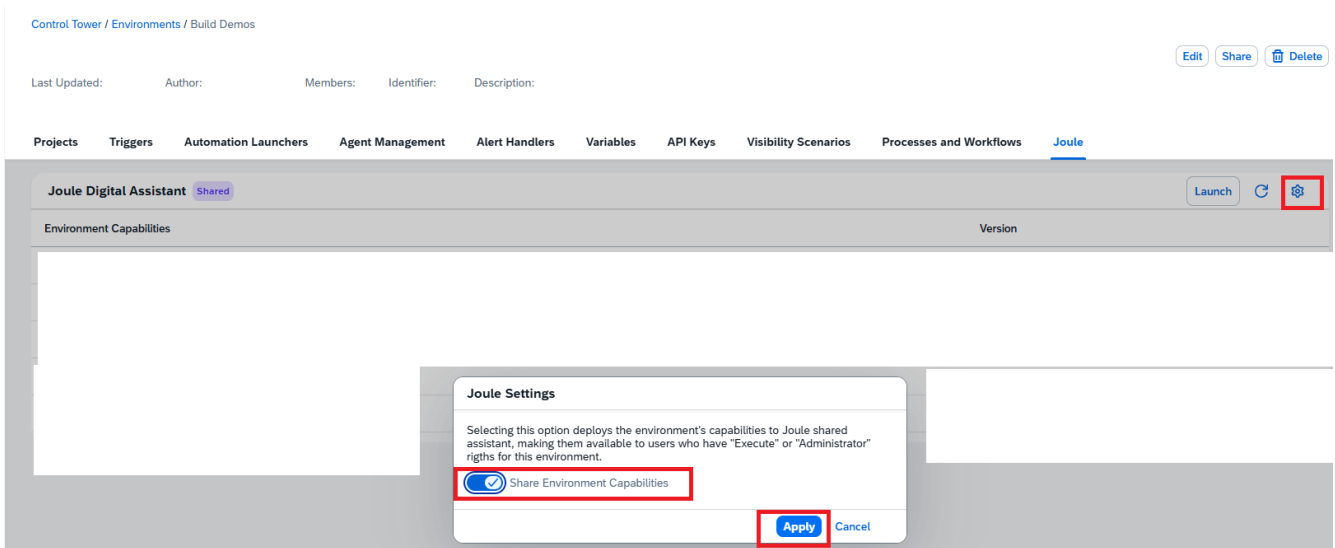 Control Tower / Environments / Build Demos
Edit Share Delete
Last Updated: Author: Members: Identifier: Description:
Projects Triggers Automation Launchers Agent Management Alert Handlers Variables API Keys Visibility Scenarios Processes and Workflows Joule
Joule Digital Assistant Shared Launch
Environment Capabilities Version
Joule Settings
Selecting this option deploys the environment's capabilities to Joule shared
assistant, making them available to users who have "Execute" or "Administrator"
rigths for this environment.
Share Environment Capabilities
Apply Cancel